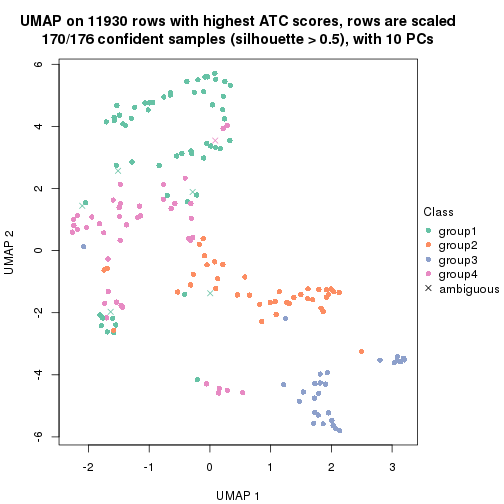 UMAP on 11930 rows with highest ATC scores, rows are scaled
170/176 confident samples (silhouette > 0.5), with 10 PCs
6
4
2
0
-2
-4
-6
UMAP 2
-2
-1
0
1
2
3
UMAP 1
Class
group1
group2
group3
group4
ambiguous